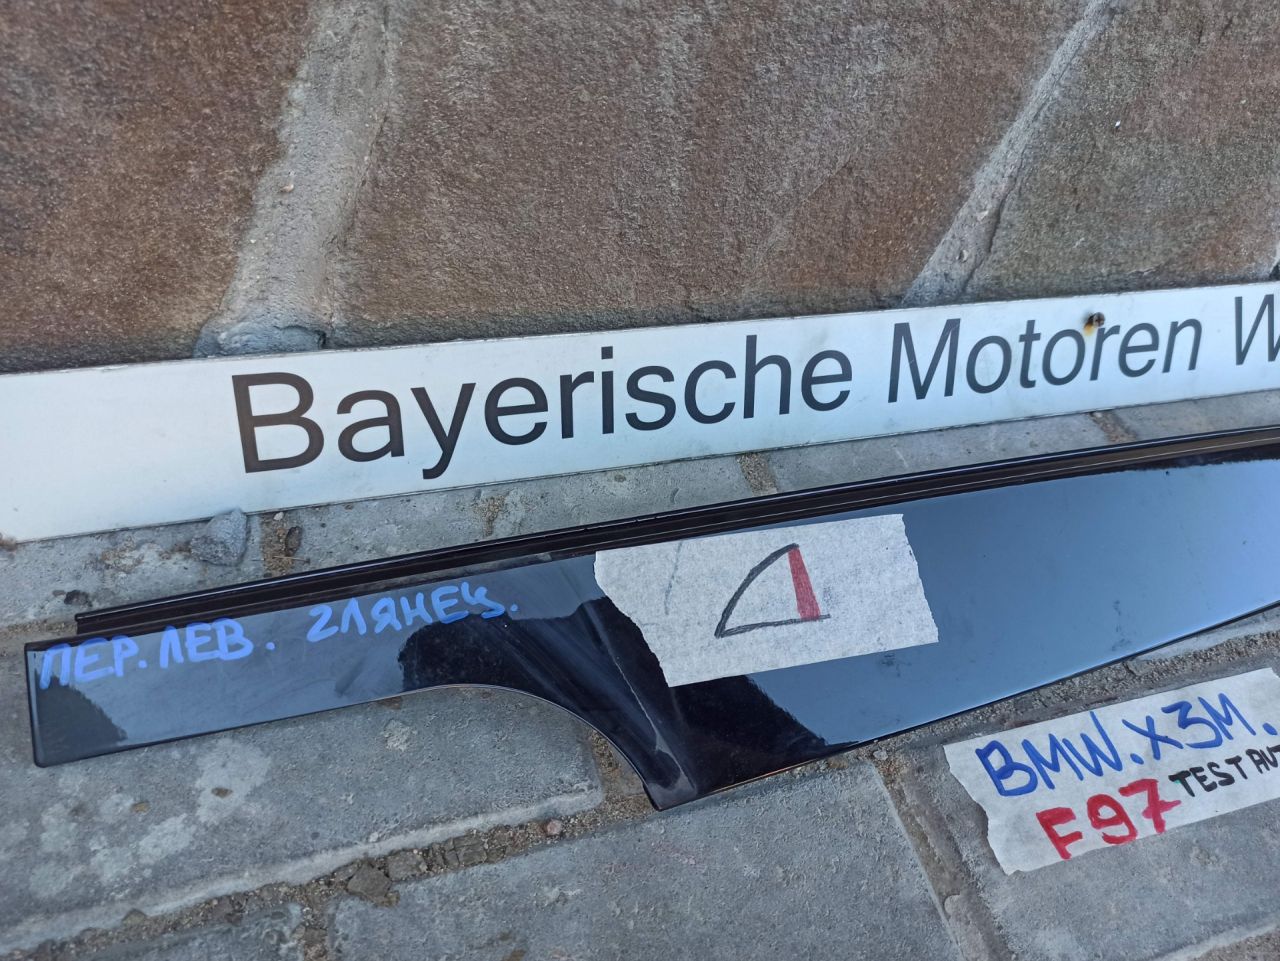 Bayerische Motoren W
ПЕР. ЛЕВ. ГЛЯНЕЦ.
BMW. X3M.
F97 TEST AUT